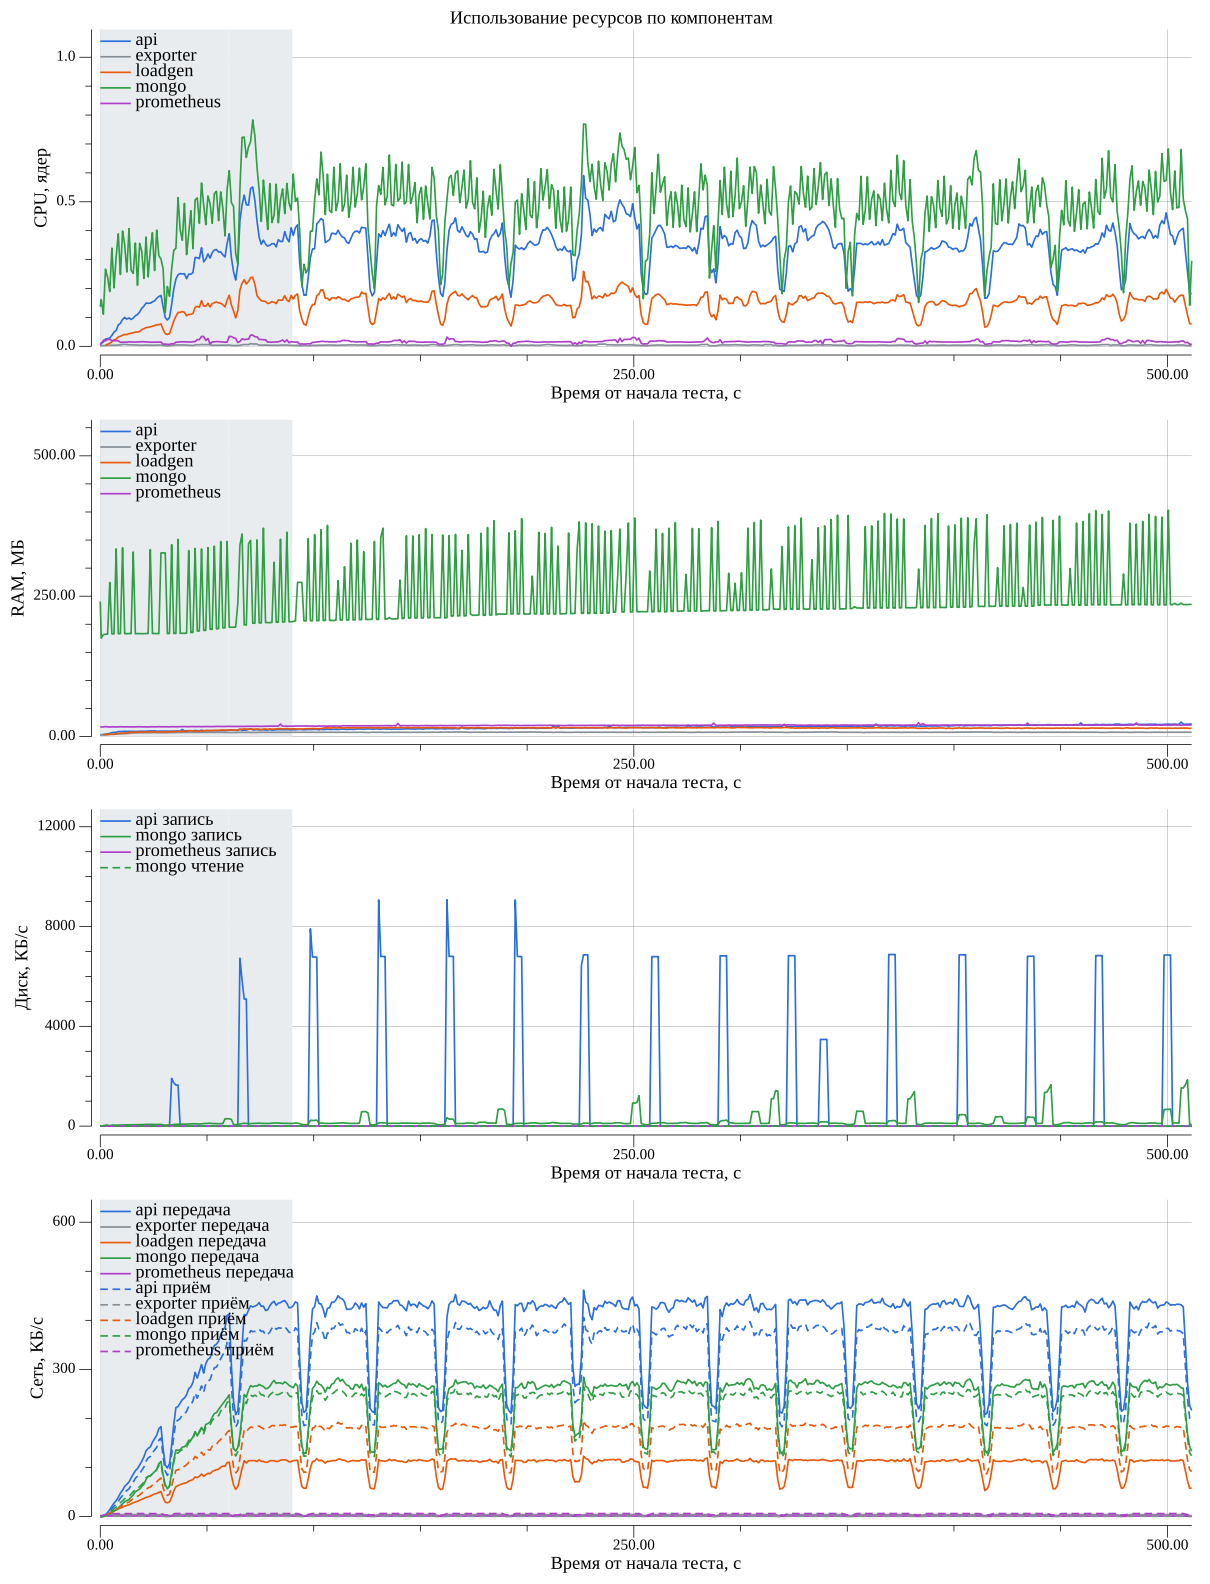 Использование ресурсов по компонентам
api
exporter
loadgen
mongo
prometheus
1.0
0.5
0.0
CPU, ядер
0.00
250.00
500.00
Время от начала теста, с
api
exporter
loadgen
mongo
prometheus
500.00
250.00
0.00
RAM, МБ
0.00
250.00
500.00
Время от начала теста, с
api запись
mongo запись
prometheus запись
mongo чтение
12000
8000
4000
0
Диск, КБ/с
0.00
250.00
500.00
Время от начала теста, с
api передача
exporter передача
loadgen передача
mongo передача
prometheus передача
api приём
exporter приём
loadgen приём
mongo приём
prometheus приём
600
300
0
Сеть, КБ/с
0.00
250.00
500.00
Время от начала теста, с